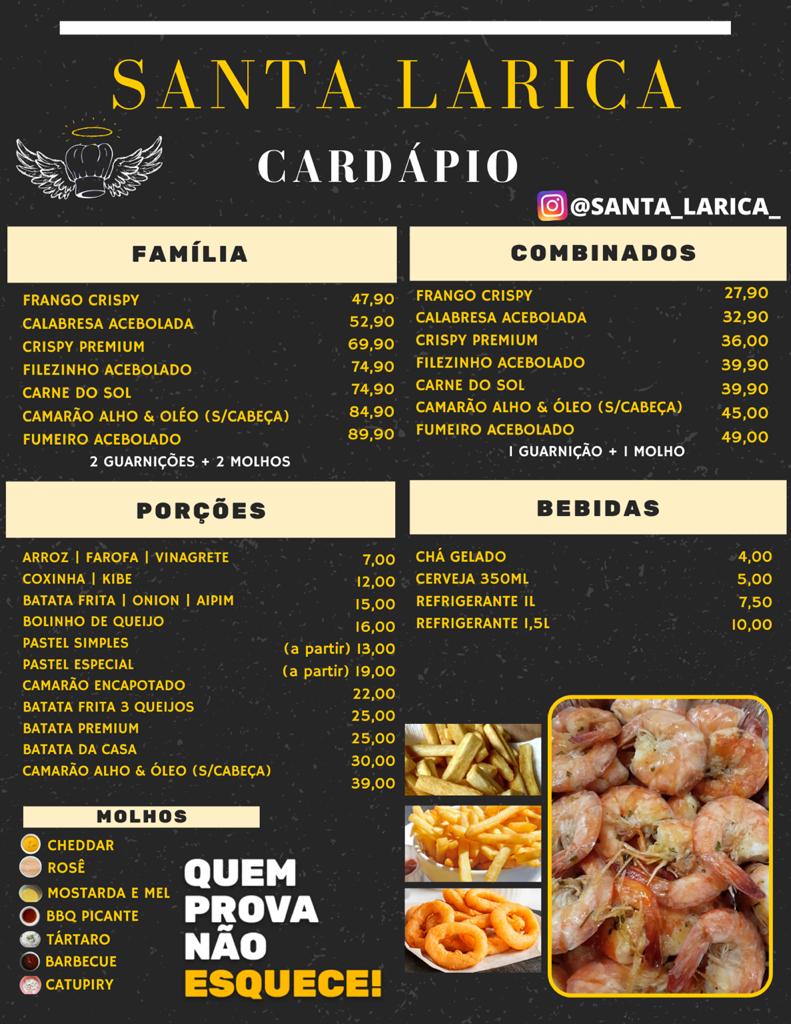 SANTA LARICA
CARDÁPIO
@SANTA_LARICA_
FAMÍLIA
FRANGO CRISPY 47,90
CALABRESA ACEBOLADA 52,90
CRISPY PREMIUM 69,90
FILEZINHO ACEBOLADO 74,90
CARNE DO SOL 74,90
CAMARÃO ALHO & OLÉO (S/CABEÇA) 84,90
FUMEIRO ACEBOLADO 89,90
2 GUARNIÇÕES + 2 MOLHOS
COMBINADOS
FRANGO CRISPY 27,90
CALABRESA ACEBOLADA 32,90
CRISPY PREMIUM 36,00
FILEZINHO ACEBOLADO 39,90
CARNE DO SOL 39,90
CAMARÃO ALHO & ÓLEO (S/CABEÇA) 45,00
FUMEIRO ACEBOLADO 49,00
1 GUARNIÇÃO + 1 MOLHO
PORÇÕES
ARROZ | FAROFA | VINAGRETE 7,00
COXINHA | KIBE 12,00
BATATA FRITA | ONION | AIPIM 15,00
BOLINHO DE QUEIJO 16,00
PASTEL SIMPLES (a partir) 13,00
PASTEL ESPECIAL (a partir) 19,00
CAMARÃO ENCAPOTADO 22,00
BATATA FRITA 3 QUEIJOS 25,00
BATATA PREMIUM 25,00
BATATA DA CASA 30,00
CAMARÃO ALHO & ÓLEO (S/CABEÇA) 39,00
BEBIDAS
CHÁ GELADO 4,00
CERVEJA 350ML 5,00
REFRIGERANTE 1L 7,50
REFRIGERANTE 1,5L 10,00
MOLHOS
CHEDDAR
ROSÊ
MOSTARDA E MEL
BBQ PICANTE
TÁRTARO
BARBECUE
CATUPIRY
QUEM
PROVA
NÃO
ESQUECE!